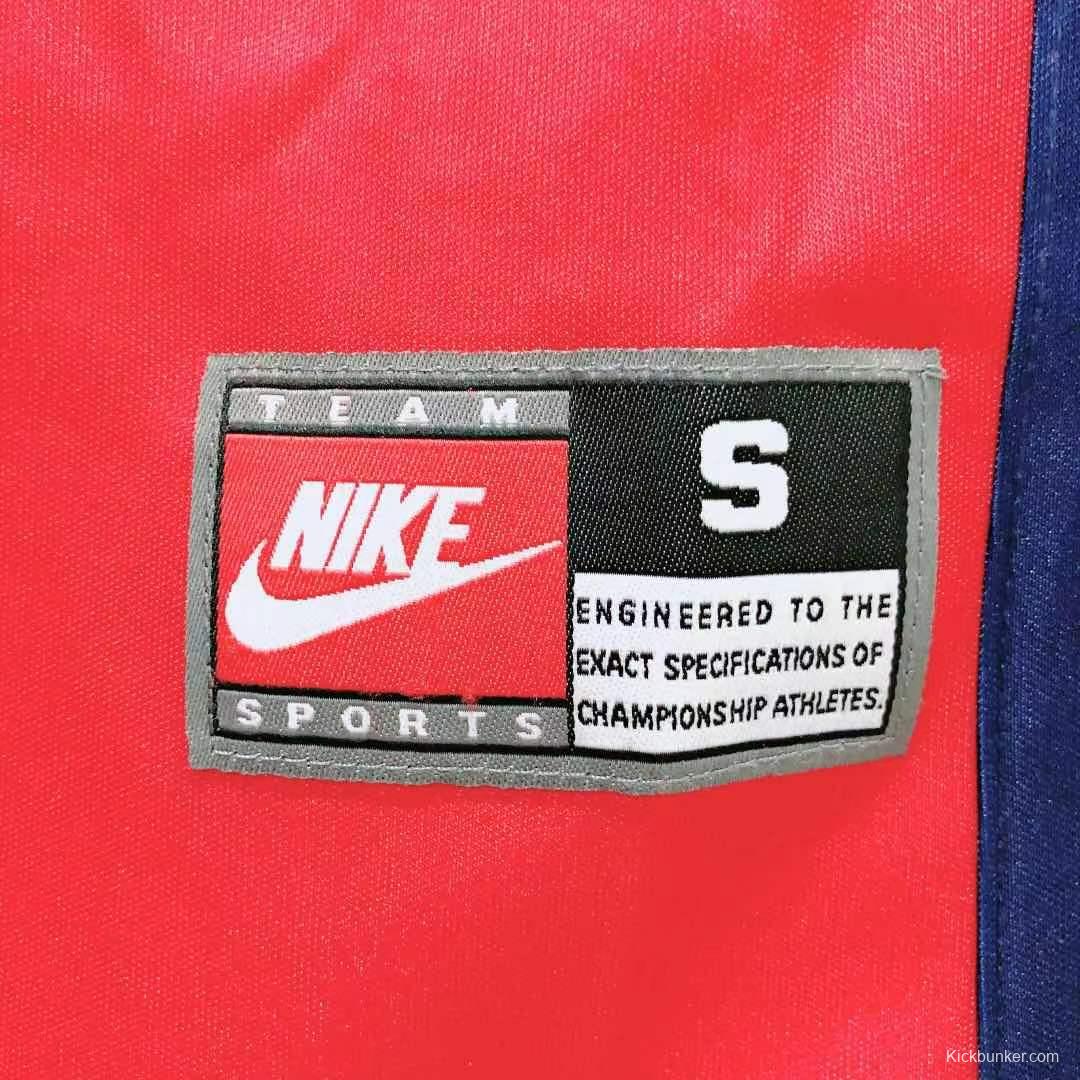 TEAM
NIKE
SPORTS
S
ENGINEERED TO THE
EXACT SPECIFICATIONS OF
CHAMPIONSHIP ATHLETES.
Kickbunker.com